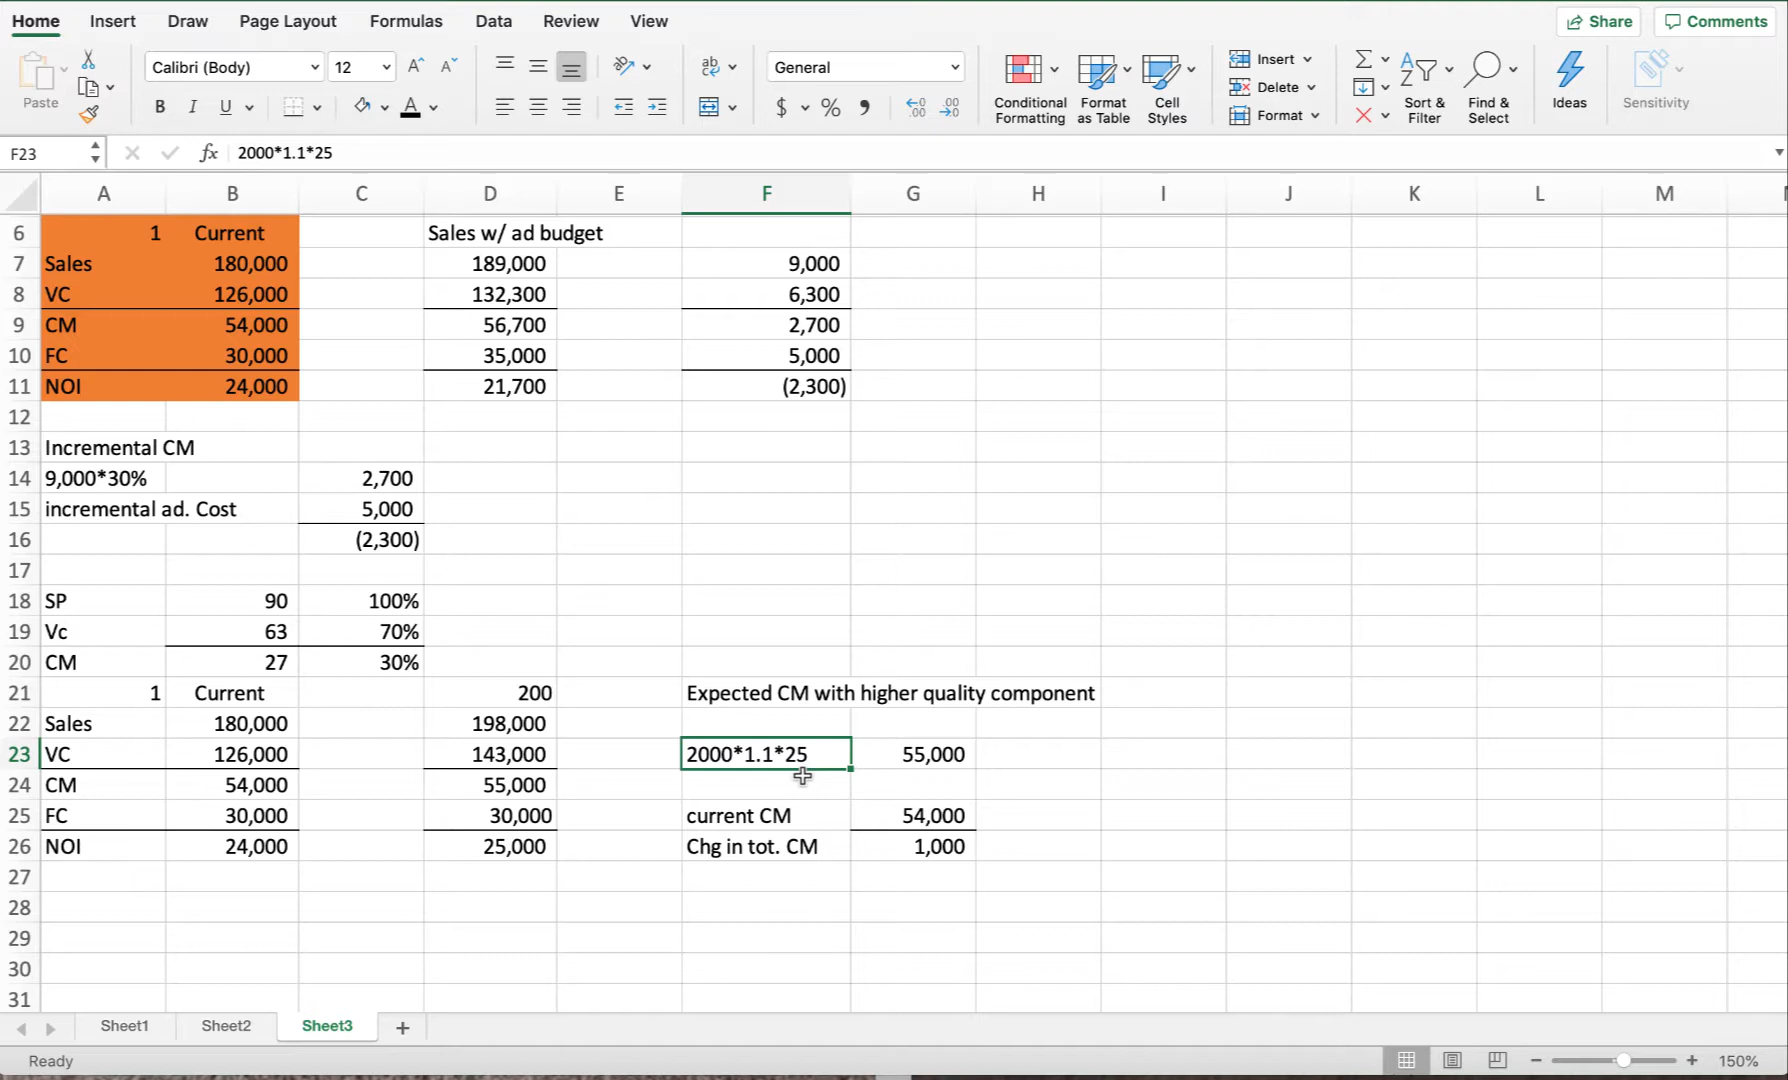 Home Insert Draw Page Layout Formulas Data Review View Share Comments
Paste Calibri (Body) 12 A^ A˅ ab General Insert
B I U A $ % , Conditional Formatting Format as Table Cell Styles Delete Format Sort & Filter Find & Select Ideas Sensitivity
F23 fx 2000*1.1*25
A B C D E F G H I J K L M
6 1 Current Sales w/ ad budget
7 Sales 180,000 189,000 9,000
8 VC 126,000 132,300 6,300
9 CM 54,000 56,700 2,700
10 FC 30,000 35,000 5,000
11 NOI 24,000 21,700 (2,300)
12
13 Incremental CM
14 9,000*30% 2,700
15 incremental ad. Cost 5,000
16 (2,300)
17
18 SP 90 100%
19 Vc 63 70%
20 CM 27 30%
21 1 Current 200 Expected CM with higher quality component
22 Sales 180,000 198,000
23 VC 126,000 143,000 2000*1.1*25 55,000
24 CM 54,000 55,000
25 FC 30,000 30,000 current CM 54,000
26 NOI 24,000 25,000 Chg in tot. CM 1,000
27
28
29
30
31
Sheet1 Sheet2 Sheet3 +
Ready 150%